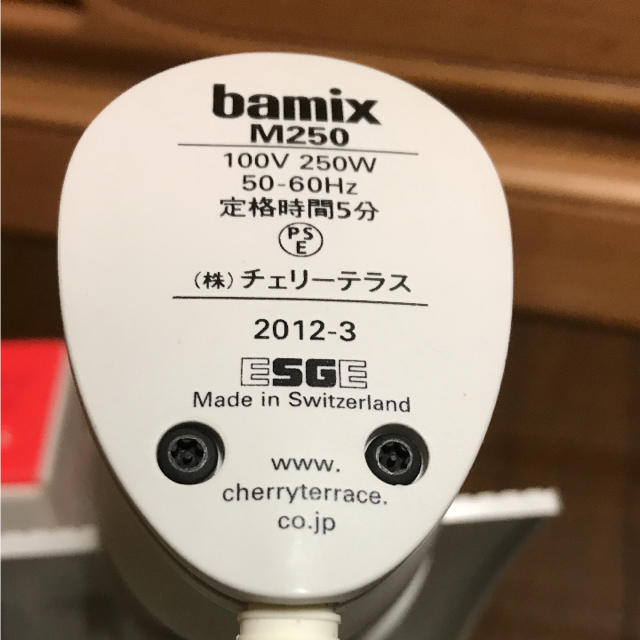 bamix
M250
100V 250W
50-60Hz
定格時間5分
PS
E
（株）チェリーテラス
2012-3
ESGE
Made in Switzerland
www.
cherryterrace.
co.jp